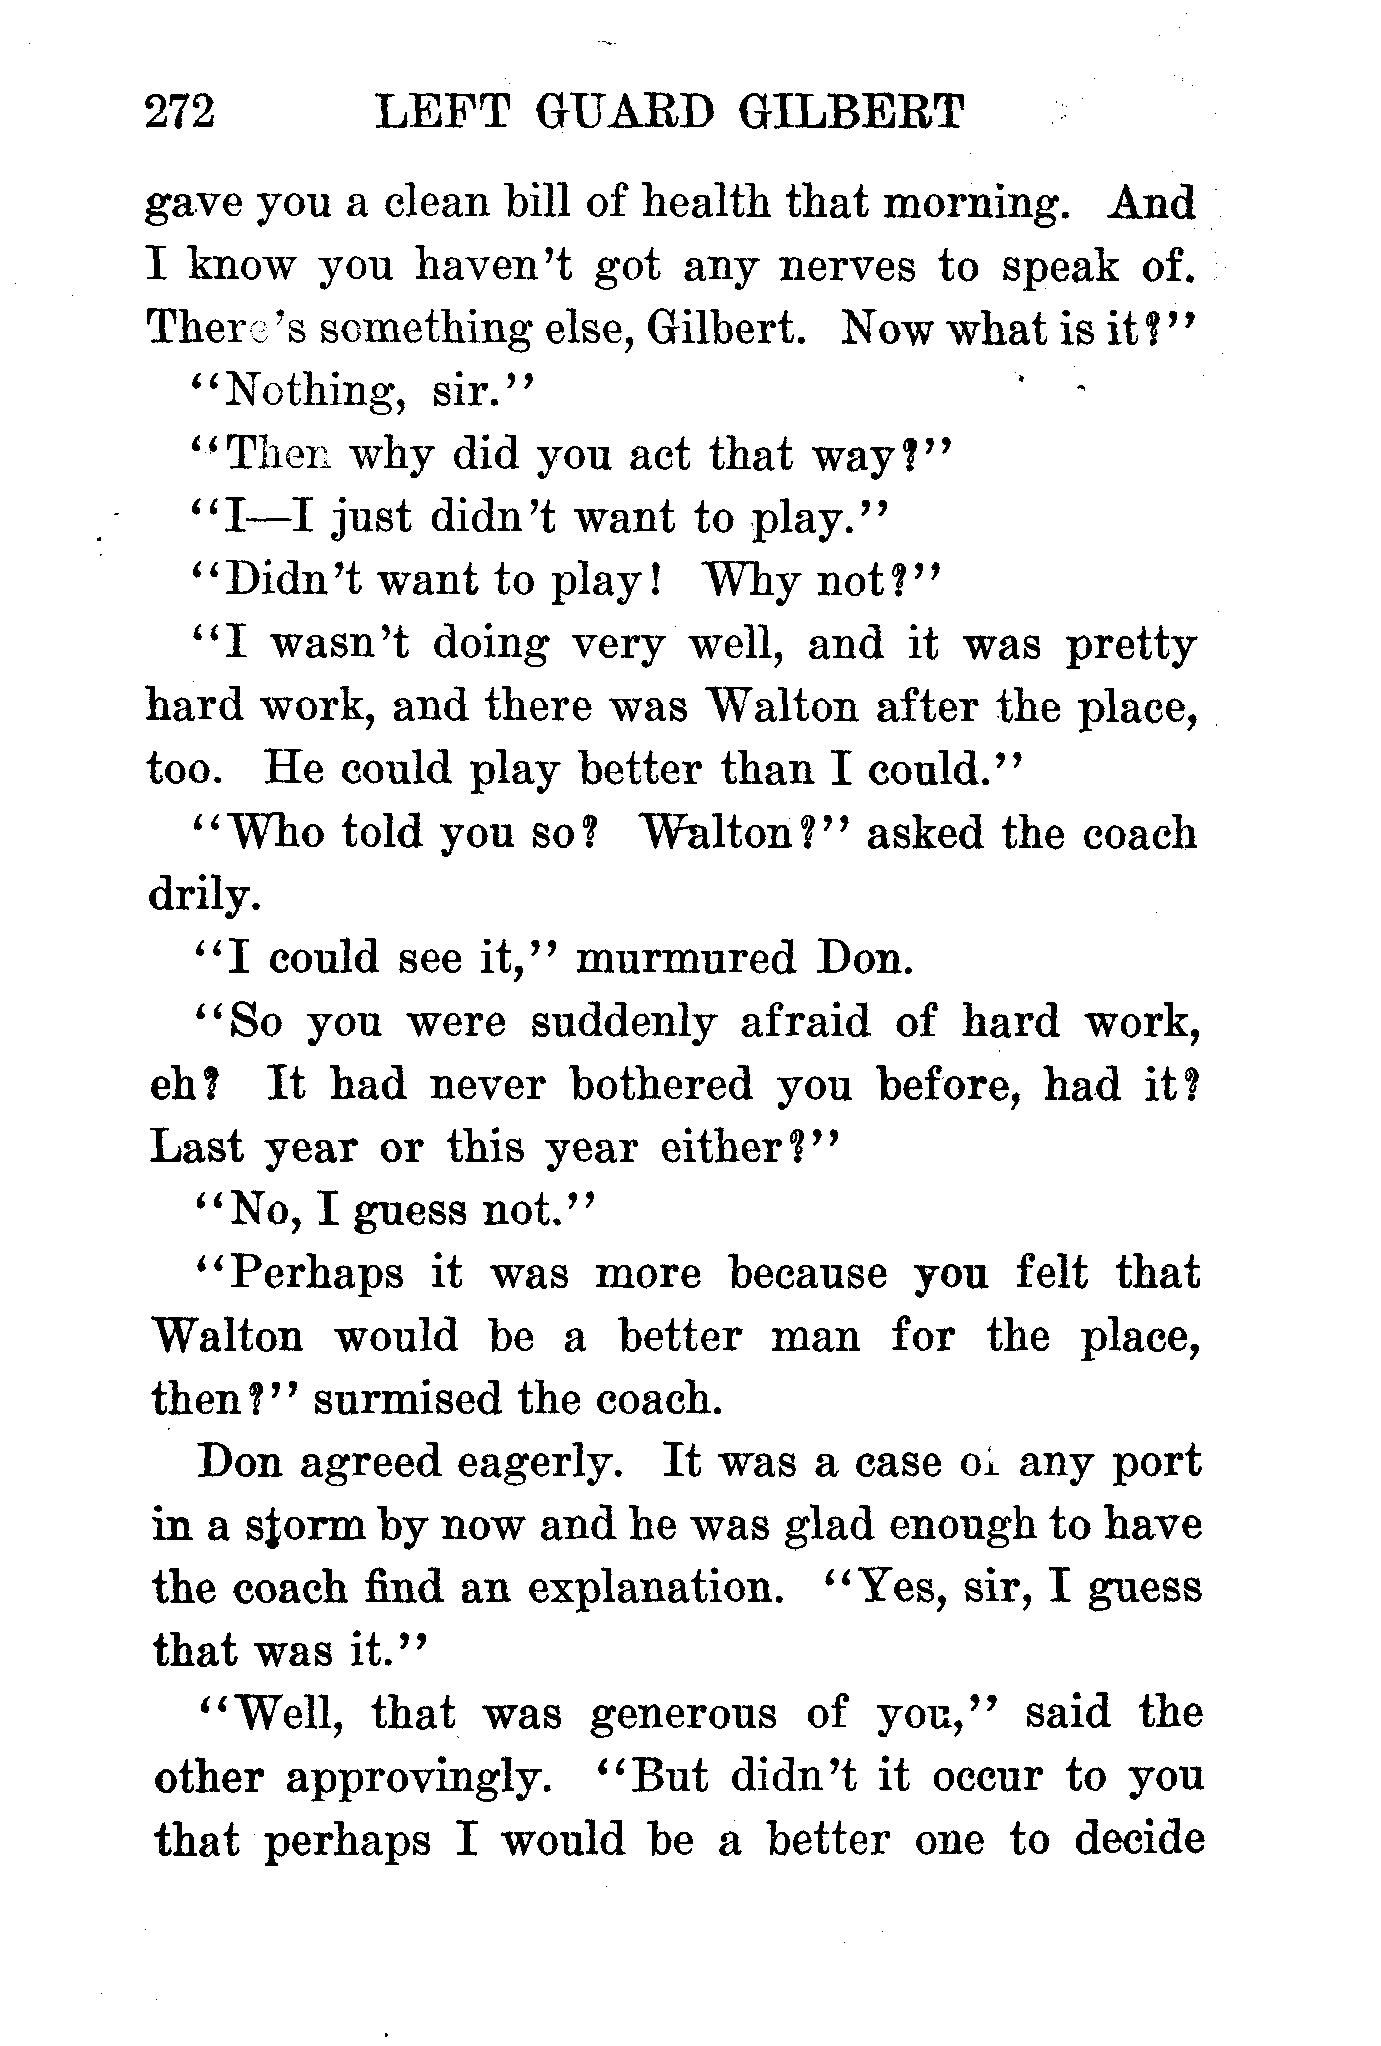 272 LEFT GUARD GILBERT
gave you a clean bill of health that morning. And
I know you haven't got any nerves to speak of.
There's something else, Gilbert. Now what is it?"
"Nothing, sir."
"Then why did you act that way?"
"I—I just didn't want to play."
"Didn't want to play! Why not?"
"I wasn't doing very well, and it was pretty
hard work, and there was Walton after the place,
too. He could play better than I could."
"Who told you so? Walton?" asked the coach
drily.
"I could see it," murmured Don.
"So you were suddenly afraid of hard work,
eh? It had never bothered you before, had it?
Last year or this year either?"
"No, I guess not."
"Perhaps it was more because you felt that
Walton would be a better man for the place,
then?" surmised the coach.
Don agreed eagerly. It was a case of any port
in a storm by now and he was glad enough to have
the coach find an explanation. "Yes, sir, I guess
that was it."
"Well, that was generous of you," said the
other approvingly. "But didn't it occur to you
that perhaps I would be a better one to decide